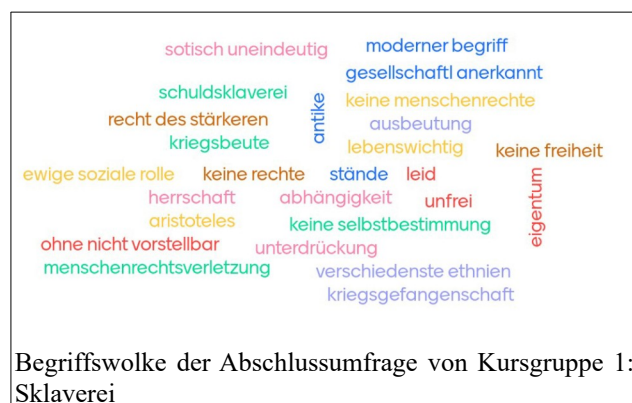 sotisch uneindeutig
moderner begriff
gesellschaftl anerkannt
schuldsklaverei
keine menschenrechte
antike
recht des stärkeren
ausbeutung
kriegsbeute
lebenswichtig
keine freiheit
ewige soziale rolle
keine rechte
stände
leid
herrschaft
abhängigkeit
unfrei
eigentum
aristoteles
keine selbstbestimmung
ohne nicht vorstellbar
unterdrückung
menschenrechtsverletzung
verschiedenste ethnien
kriegsgefangenschaft
Begriffswolke der Abschlussumfrage von Kursgruppe 1:
Sklaverei